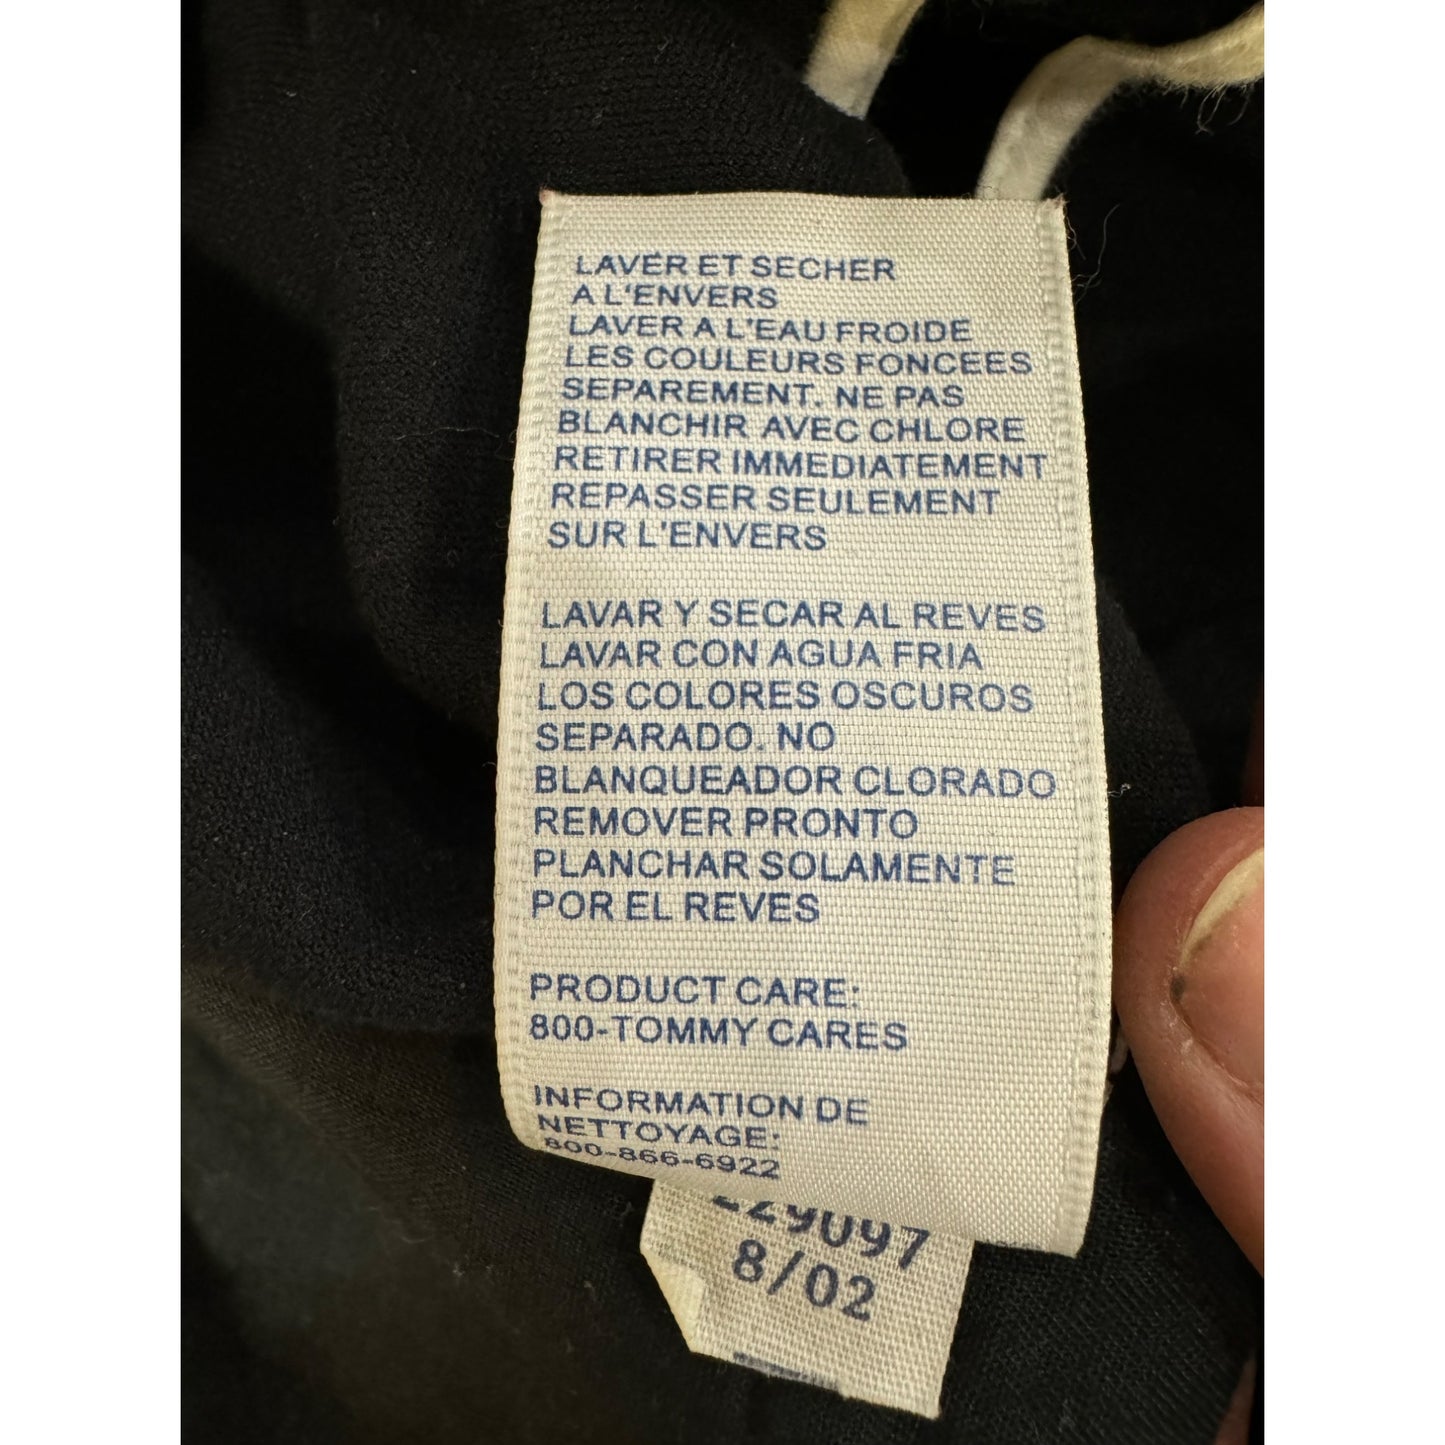 LAVER ET SECHER
A L'ENVERS
LAVER A L'EAU FROIDE
LES COULEURS FONCEES
SEPAREMENT. NE PAS
BLANCHIR AVEC CHLORE
RETIRER IMMEDIATEMENT
REPASSER SEULEMENT
SUR L'ENVERS
LAVAR Y SECAR AL REVES
LAVAR CON AGUA FRIA
LOS COLORES OSCUROS
SEPARADO. NO
BLANQUEADOR CLORADO
REMOVER PRONTO
PLANCHAR SOLAMENTE
POR EL REVES
PRODUCT CARE:
800-TOMMY CARES
INFORMATION DE
NETTOYAGE:
800-866-6922
229097
8/02